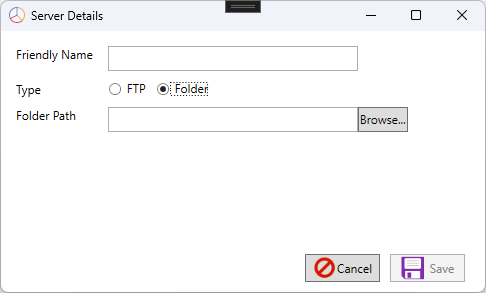 Server Details
Friendly Name
Type FTP Folder
Folder Path Browse...
Cancel Save